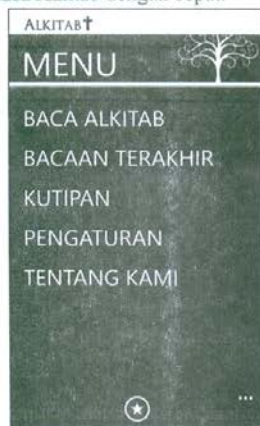 ALKITAB✝
MENU
BACA ALKITAB
BACAAN TERAKHIR
KUTIPAN
PENGATURAN
TENTANG KAMI
...